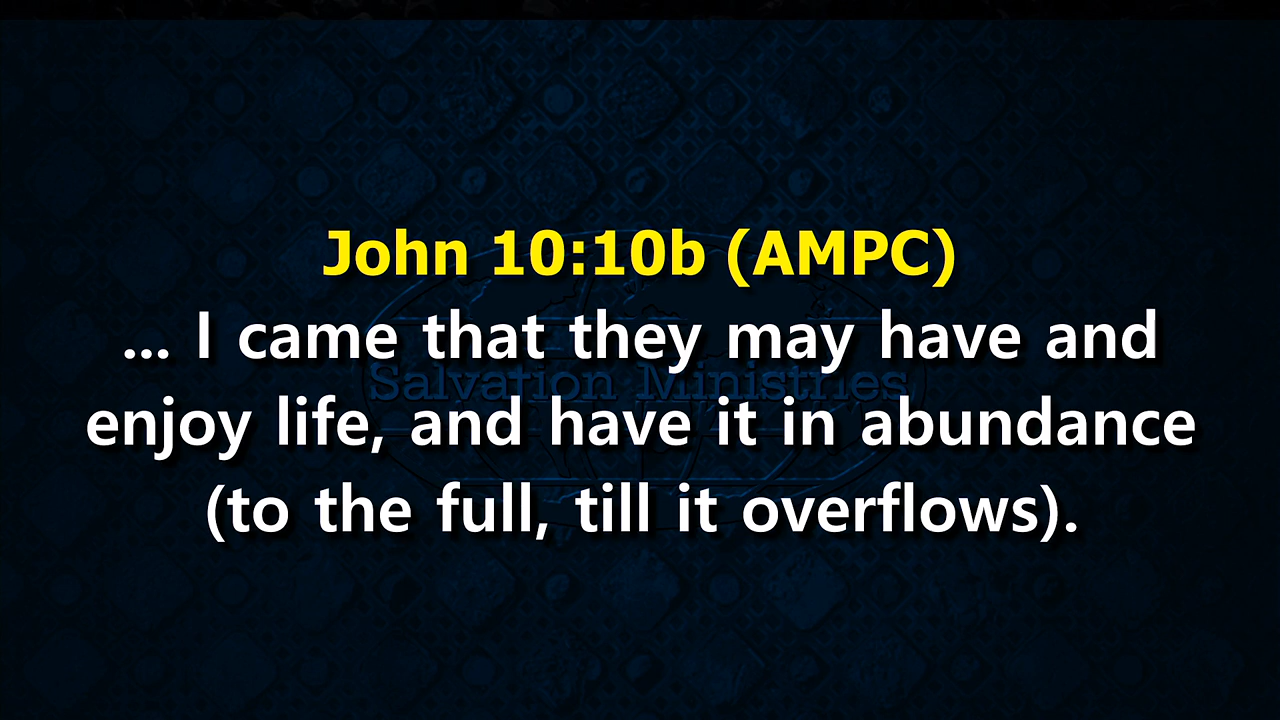 John 10:10b (AMPC)
... I came that they may have and
Salvation Ministries
enjoy life, and have it in abundance
(to the full, till it overflows).